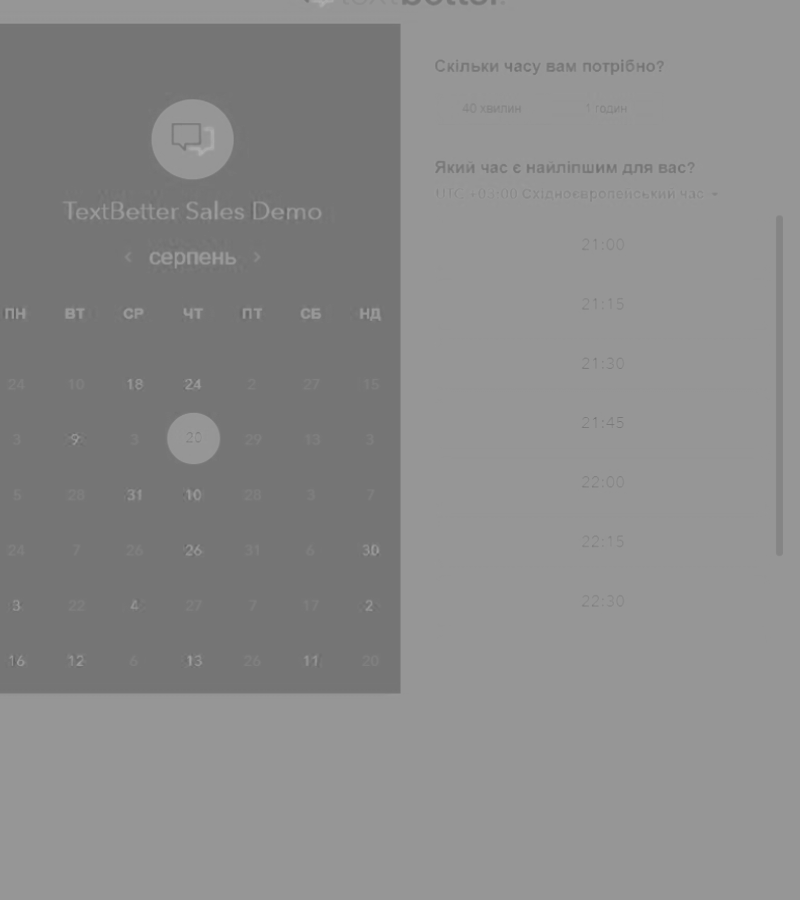 textbetter
TextBetter Sales Demo
‹ серпень ›
ПН ВТ СР ЧТ ПТ СБ НД
24 10 18 24 2 27 15
3 9 3 20 29 13 3
5 28 31 10 28 3 7
24 7 26 26 31 6 30
3 22 4 27 7 17 2
16 12 6 13 26 11 20
Скільки часу вам потрібно?
40 хвилин 1 годин
Який час є найліпшим для вас?
UTC +03:00 Східноєвропейський час
21:00
21:15
21:30
21:45
22:00
22:15
22:30